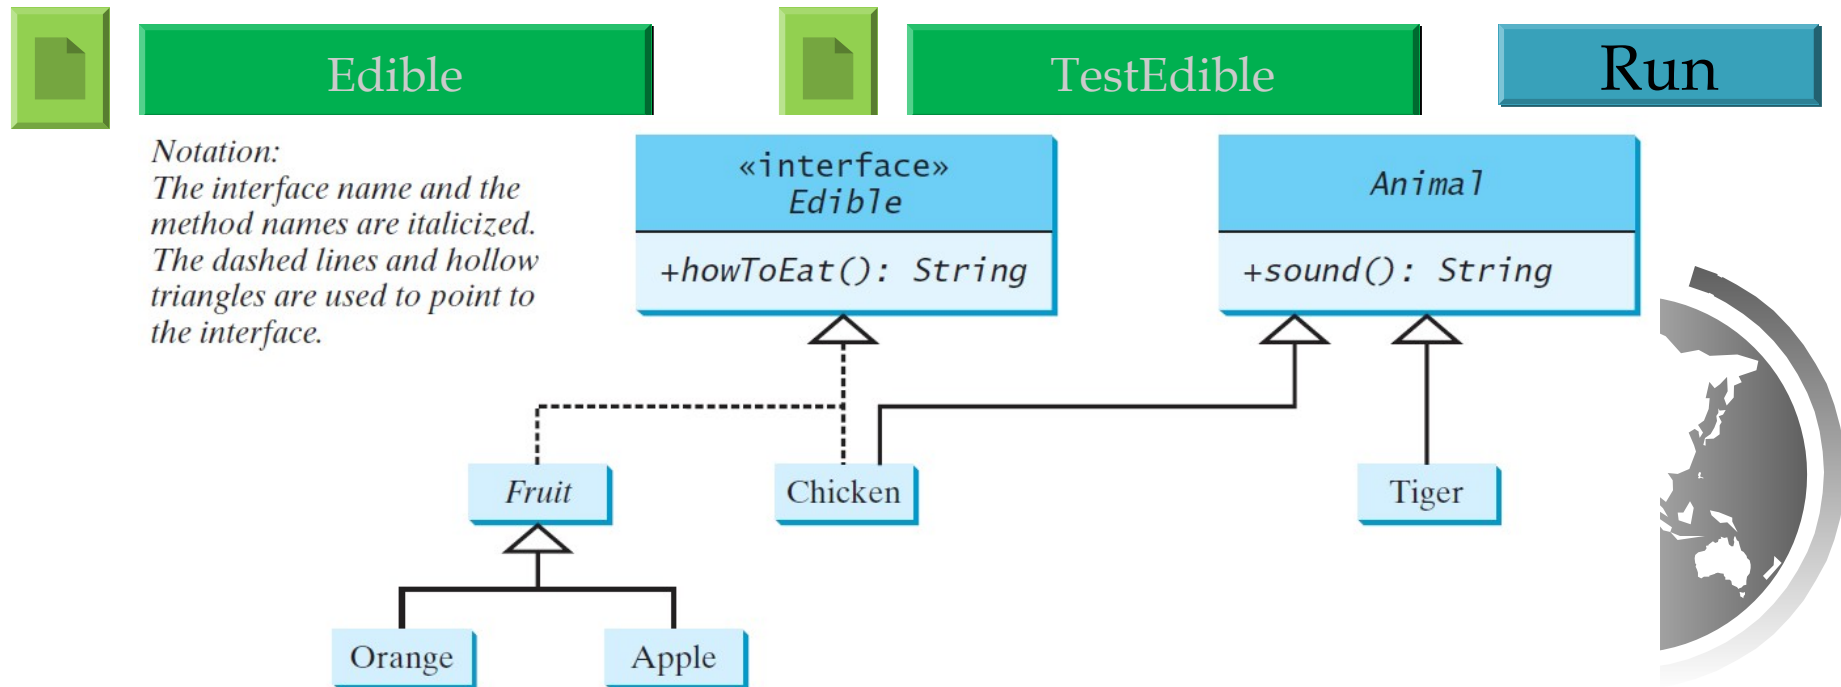 Edible
TestEdible
Run
Notation:
The interface name and the
method names are italicized.
The dashed lines and hollow
triangles are used to point to
the interface.
«interface»
Edible
+howToEat(): String
Animal
+sound(): String
Fruit
Chicken
Tiger
Orange
Apple